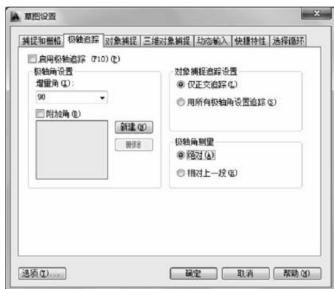 草图设置
捕捉和栅格 极轴追踪 对象捕捉 三维对象捕捉 动态输入 快捷特性 选择循环
启用极轴追踪 (F10)(P)
极轴角设置
增量角(I):
90
附加角(D)
新建(N)
删除
对象捕捉追踪设置
仅正交追踪(L)
用所有极轴角设置追踪(S)
极轴角测量
绝对(A)
相对上一段(R)
选项(T)...
确定
取消
帮助(H)